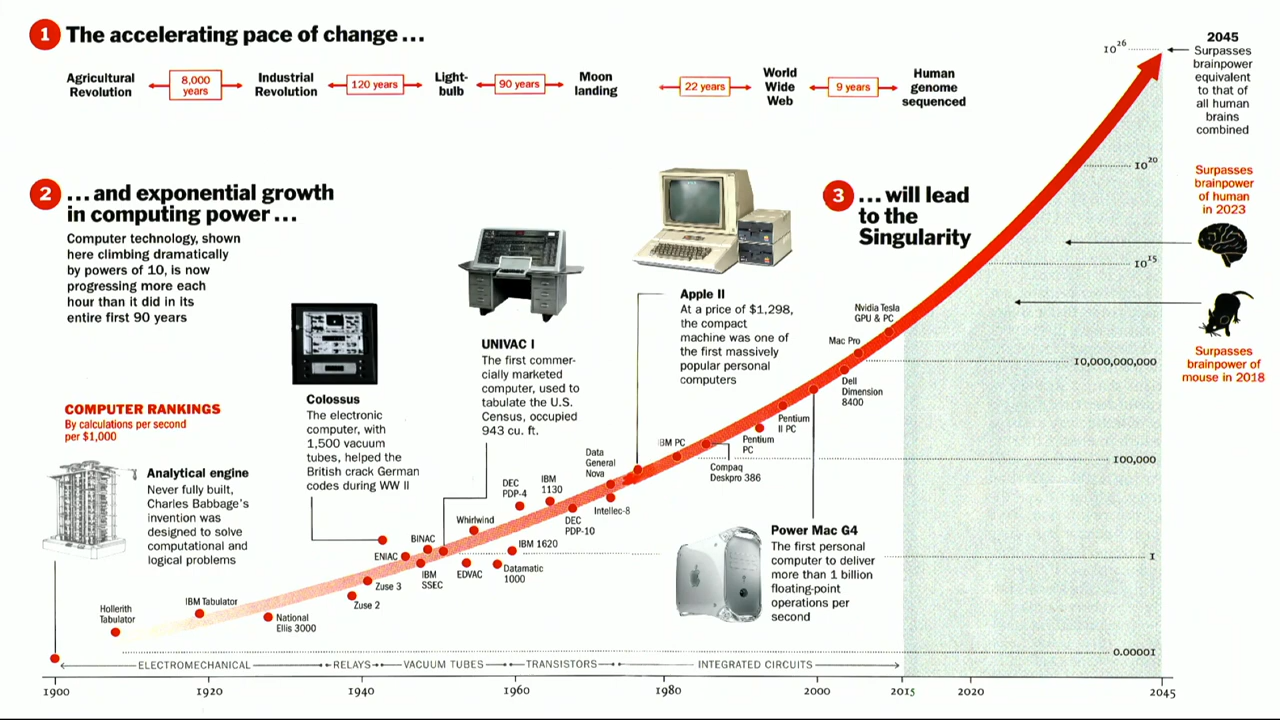 1 The accelerating pace of change ...
Agricultural
Revolution
8,000
years
Industrial
Revolution
120 years
Light-
bulb
90 years
Moon
landing
22 years
World
Wide
Web
9 years
Human
genome
sequenced
2 ... and exponential growth
in computing power ...
Computer technology, shown
here climbing dramatically
by powers of 10, is now
progressing more each
hour than it did in its
entire first 90 years
3 ... will lead
to the
Singularity
COMPUTER RANKINGS
By calculations per second
per $1,000
Analytical engine
Never fully built,
Charles Babbage's
invention was
designed to solve
computational and
logical problems
Colossus
The electronic
computer, with
1,500 vacuum
tubes, helped the
British crack German
codes during WW II
UNIVAC I
The first commer-
cially marketed
computer, used to
tabulate the U.S.
Census, occupied
943 cu. ft.
Apple II
At a price of $1,298,
the compact
machine was one of
the first massively
popular personal
computers
Power Mac G4
The first personal
computer to deliver
more than 1 billion
floating-point
operations per
second
Hollerith
Tabulator
IBM Tabulator
National
Ellis 3000
Zuse 2
Zuse 3
ENIAC
BINAC
IBM
SSEC
Whirlwind
EDVAC
Datamatic
1000
IBM 1620
DEC
PDP-4
IBM
1130
DEC
PDP-10
Data
General
Nova
Intellec-8
IBM PC
Compaq
Deskpro 386
Pentium
PC
Pentium
II PC
Dell
Dimension
8400
Mac Pro
Nvidia Tesla
GPU & PC
2045
Surpasses
brainpower
equivalent
to that of
all human
brains
combined
Surpasses
brainpower
of human
in 2023
Surpasses
brainpower of
mouse in 2018
10²⁶
10²⁰
10¹⁵
10,000,000,000
100,000
1
0.00001
ELECTROMECHANICAL
RELAYS
VACUUM TUBES
TRANSISTORS
INTEGRATED CIRCUITS
1900
1920
1940
1960
1980
2000
2015
2020
2045